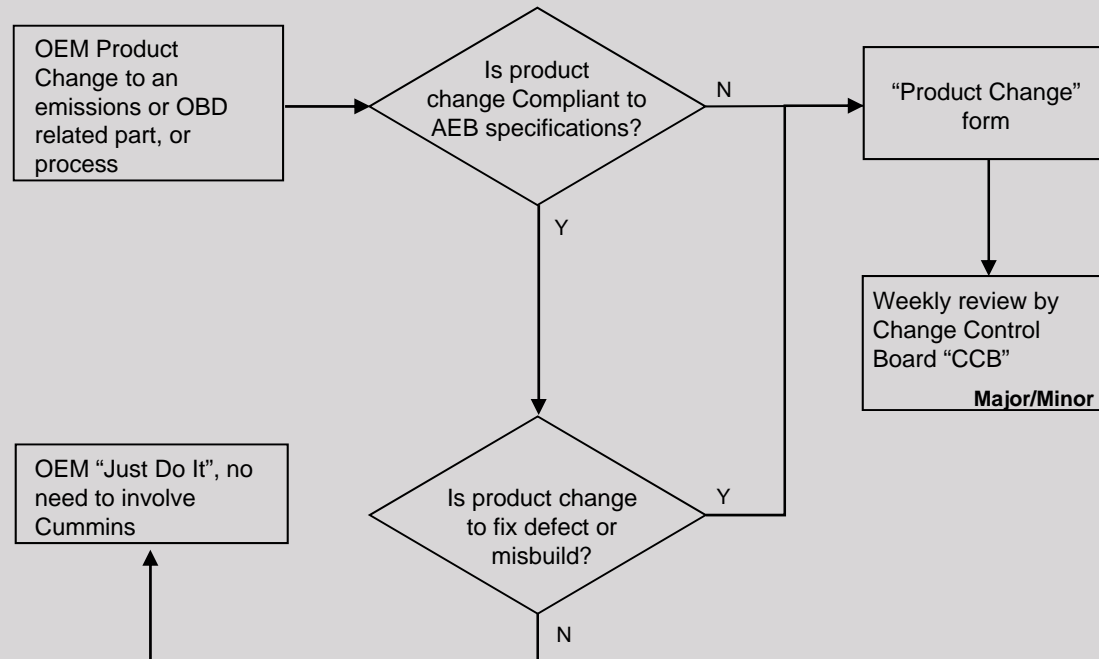 OEM Product
Change to an
emissions or OBD
related part, or
process
Is product
change Compliant to
AEB specifications?
N
“Product Change”
form
Y
Weekly review by
Change Control
Board “CCB”
Major/Minor
OEM “Just Do It”, no
need to involve
Cummins
Is product change
to fix defect or
misbuild?
Y
N